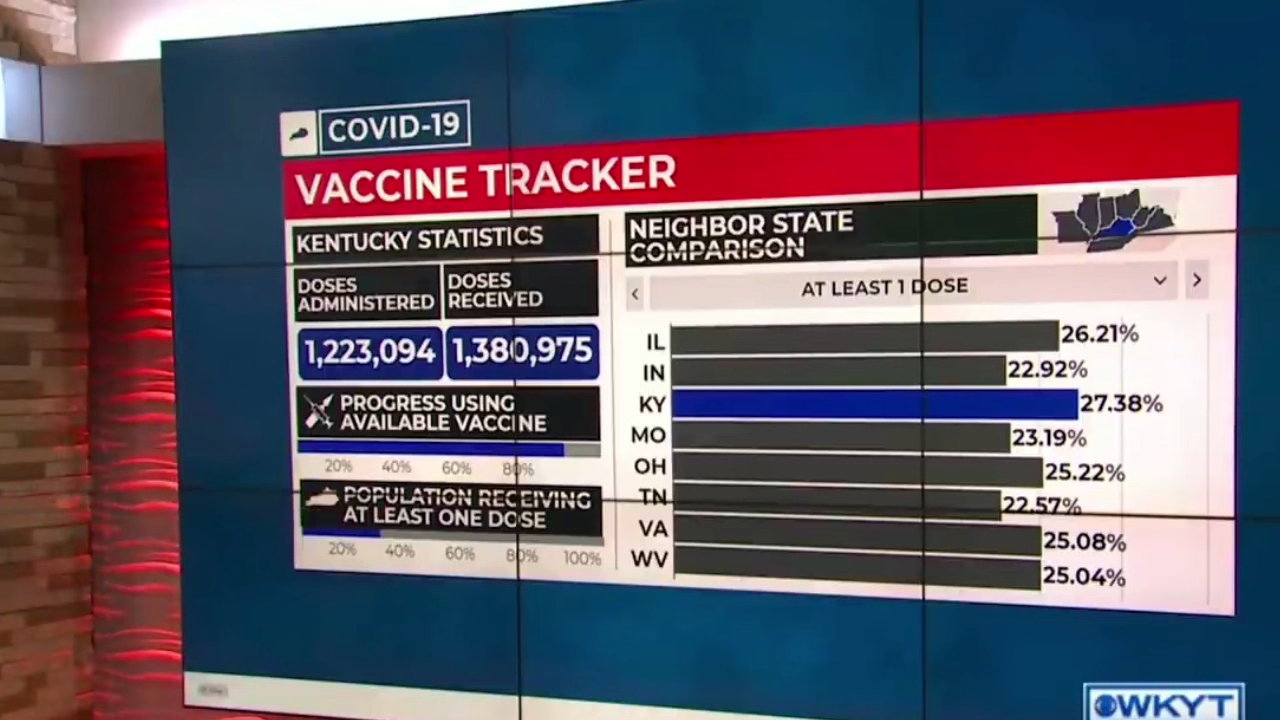 COVID-19
VACCINE TRACKER
KENTUCKY STATISTICS
DOSES
ADMINISTERED
DOSES
RECEIVED
1,223,094
1,380,975
PROGRESS USING
AVAILABLE VACCINE
20% 40% 60% 80%
POPULATION RECEIVING
AT LEAST ONE DOSE
20% 40% 60% 80% 100%
NEIGHBOR STATE
COMPARISON
AT LEAST 1 DOSE
IL 26.21%
IN 22.92%
KY 27.38%
MO 23.19%
OH 25.22%
TN 22.57%
VA 25.08%
WV 25.04%
WKYT